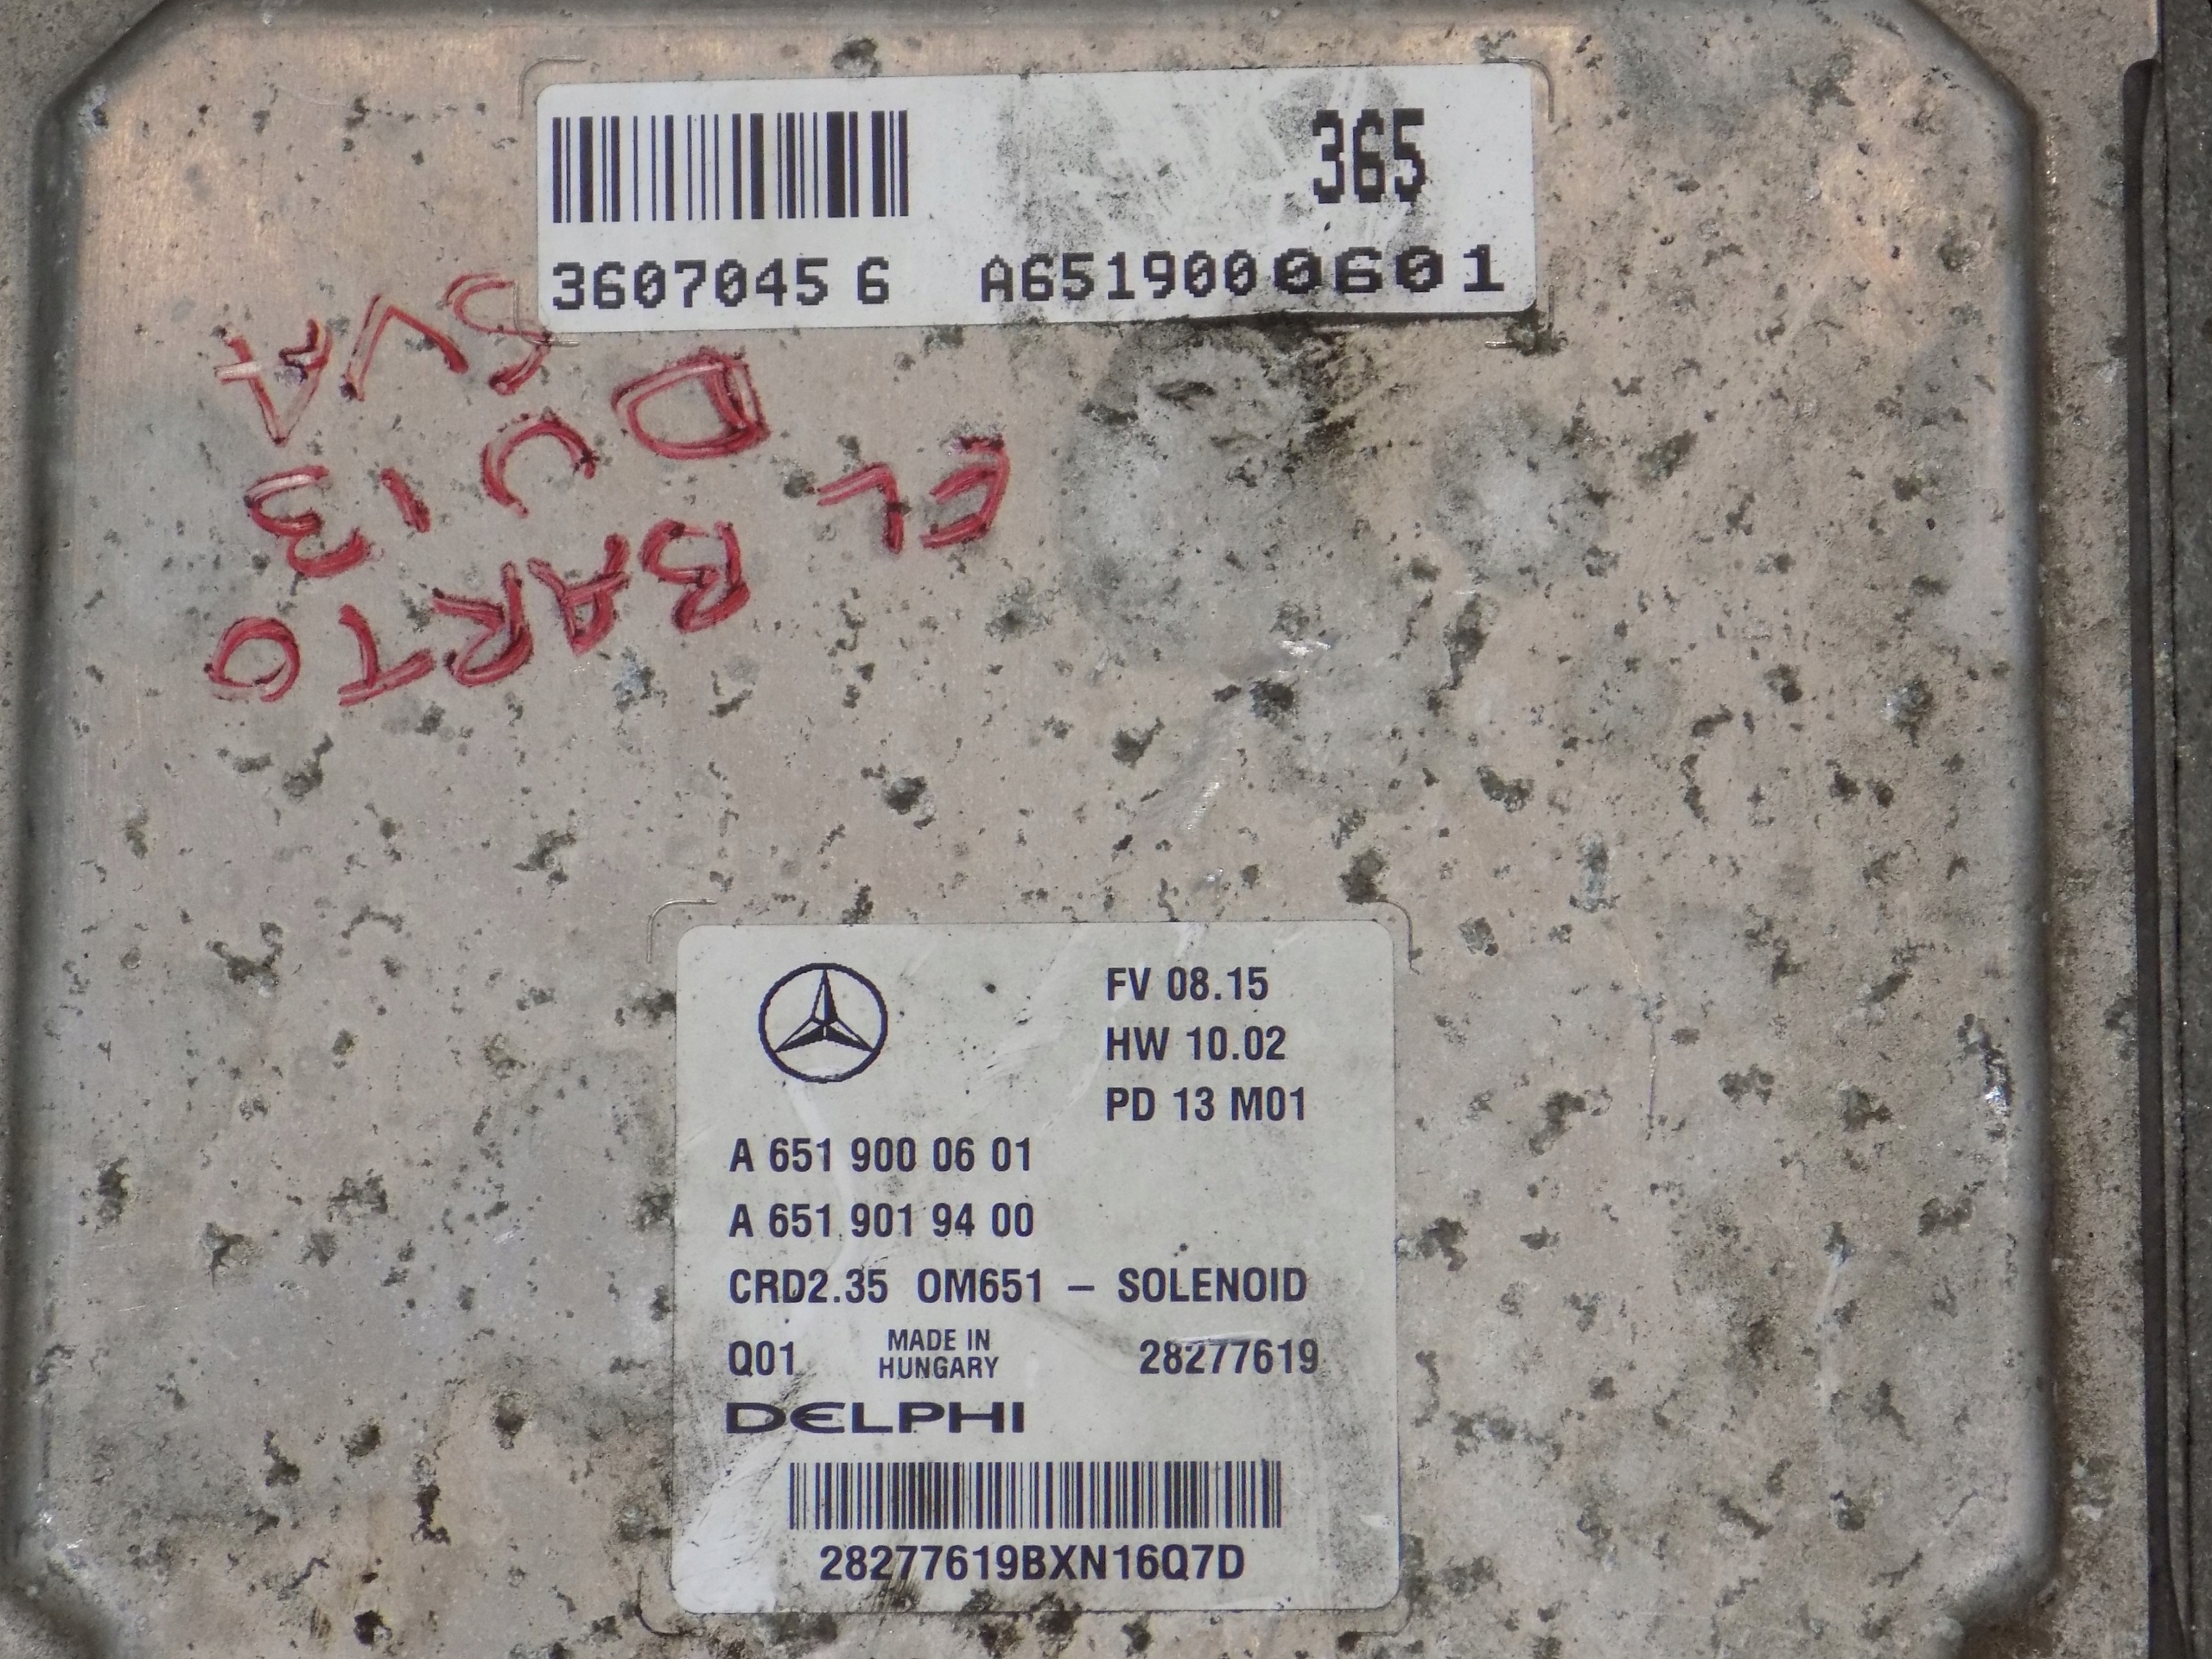 365
3607045 6 A6519000601
EL BARTO
SVA
FV 08.15
HW 10.02
PD 13 M01
A 651 900 06 01
A 651 901 94 00
CRD2.35 OM651 – SOLENOID
Q01 MADE IN HUNGARY 28277619
DELPHI
28277619BXN16Q7D